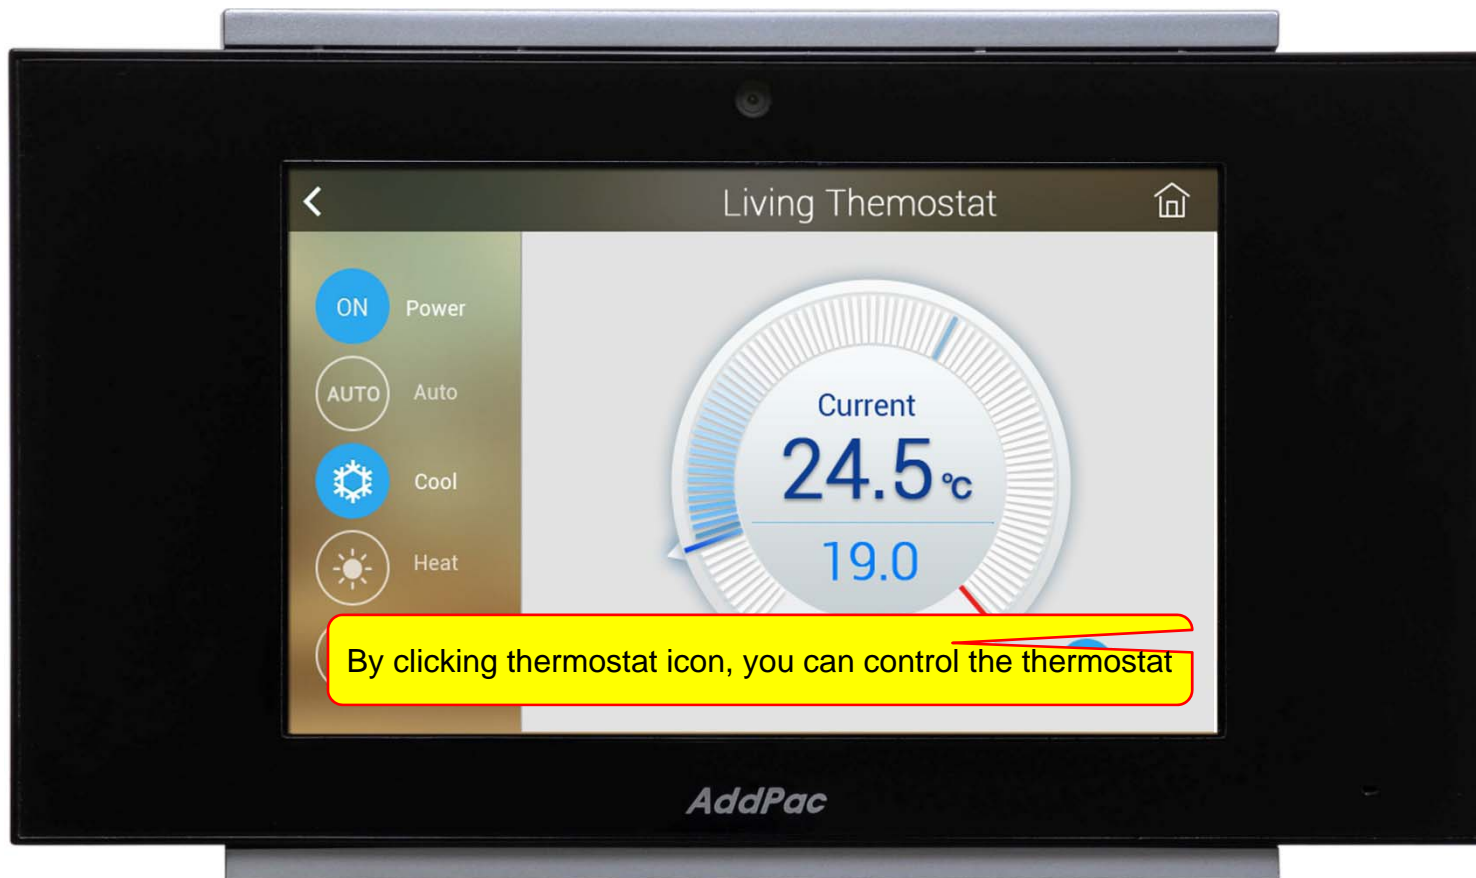 Living Themostat
ON Power
AUTO Auto
Cool
Heat
Current
24.5 °C
19.0
By clicking thermostat icon, you can control the thermostat
AddPac